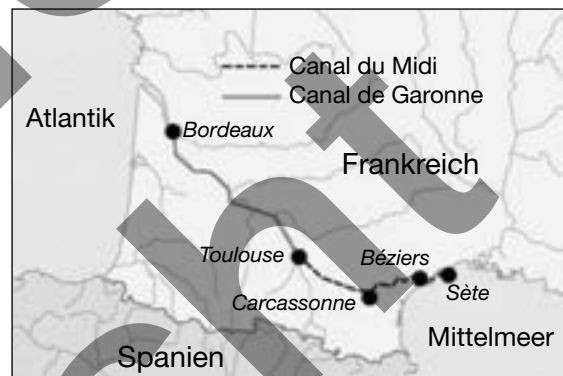 Canal du Midi
Canal de Garonne
Atlantik
Bordeaux
Frankreich
Toulouse
Béziers
Carcassonne
Sète
Mittelmeer
Spanien